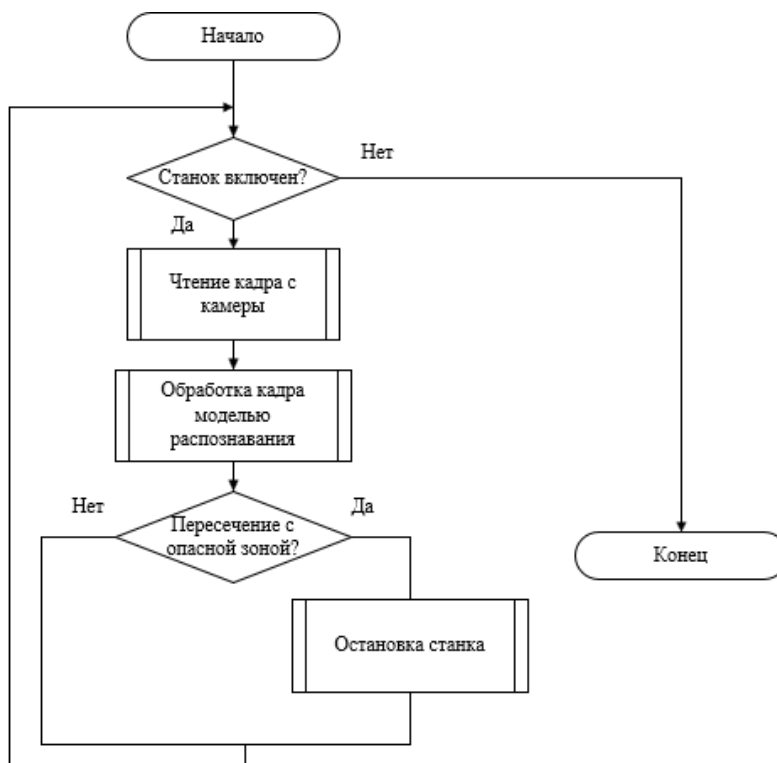 Начало
Нет
Станок включен?
Да
Чтение кадра с
камеры
Обработка кадра
моделью
распознавания
Нет
Да
Пересечение с
опасной зоной?
Конец
Остановка станка